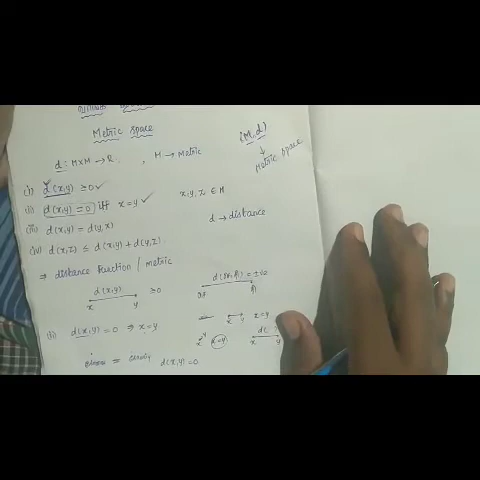 Metric space
(M, d)
d : M×M → R , M → Metric
Metric space
(i) d(x,y) ≥ 0 ✓
(ii) d(x,y) = 0 iff x = y ✓ x, y, z ∈ M
(iii) d(x,y) = d(y,x) d → distance
(iv) d(x,z) ≤ d(x,y) + d(y,z)
⇒ distance function / metric
d(x,y) ≥ 0
x y
x y x = y
(ii) d(x,y) = 0 ⇒ x = y
x = y
x y
d(x,y) = 0